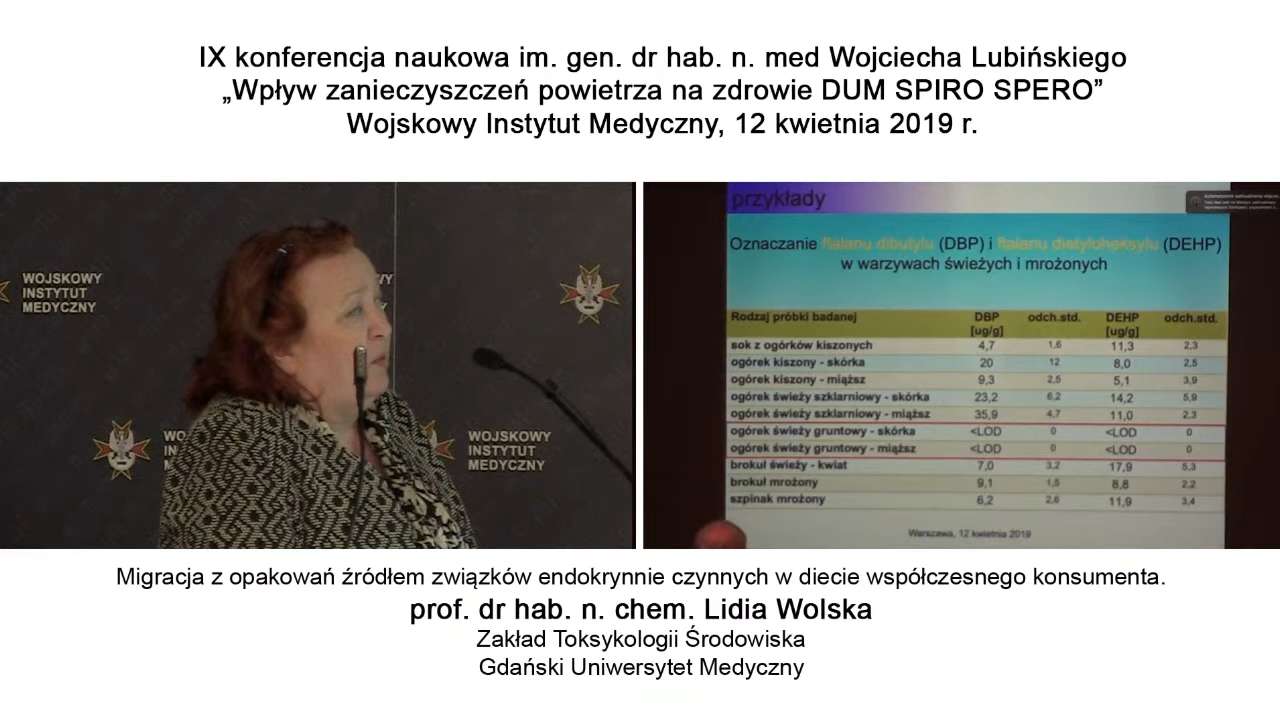 IX konferencja naukowa im. gen. dr hab. n. med Wojciecha Lubińskiego
„Wpływ zanieczyszczeń powietrza na zdrowie DUM SPIRO SPERO”
Wojskowy Instytut Medyczny, 12 kwietnia 2019 r.
WOJSKOWY
INSTYTUT
MEDYCZNY
WOJSKOWY
INSTYTUT
MEDYCZNY
przykłady
Oznaczanie ftalanu dibutylu (DBP) i ftalanu dietyloheksylu (DEHP)
w warzywach świeżych i mrożonych
Rodzaj próbki badanej DBP [ug/g] odch.std. DEHP [ug/g] odch.std.
sok z ogórków kiszonych 4,7 1,6 11,3 2,3
ogórek kiszony - skórka 20 12 8,0 2,5
ogórek kiszony - miąższ 9,3 2,5 5,1 3,9
ogórek świeży szklarniowy - skórka 23,2 6,2 14,2 5,9
ogórek świeży szklarniowy - miąższ 35,9 4,7 11,0 2,3
ogórek świeży gruntowy - skórka <LOD 0 <LOD 0
ogórek świeży gruntowy - miąższ <LOD 0 <LOD 0
brokuł świeży - kwiat 7,0 3,2 17,9 5,3
brokuł mrożony 9,1 1,5 8,8 2,2
szpinak mrożony 6,2 2,6 11,9 3,4
Warszawa, 12 kwietnia 2019
Migracja z opakowań źródłem związków endokrynnie czynnych w diecie współczesnego konsumenta.
prof. dr hab. n. chem. Lidia Wolska
Zakład Toksykologii Środowiska
Gdański Uniwersytet Medyczny